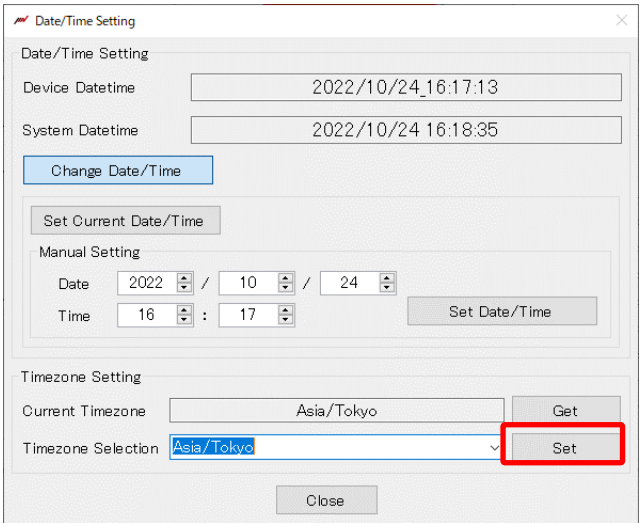 Date/Time Setting
Date/Time Setting
Device Datetime 2022/10/24_16:17:13
System Datetime 2022/10/24 16:18:35
Change Date/Time
Set Current Date/Time
Manual Setting
Date 2022 / 10 / 24
Time 16 : 17 Set Date/Time
Timezone Setting
Current Timezone Asia/Tokyo Get
Timezone Selection Asia/Tokyo Set
Close